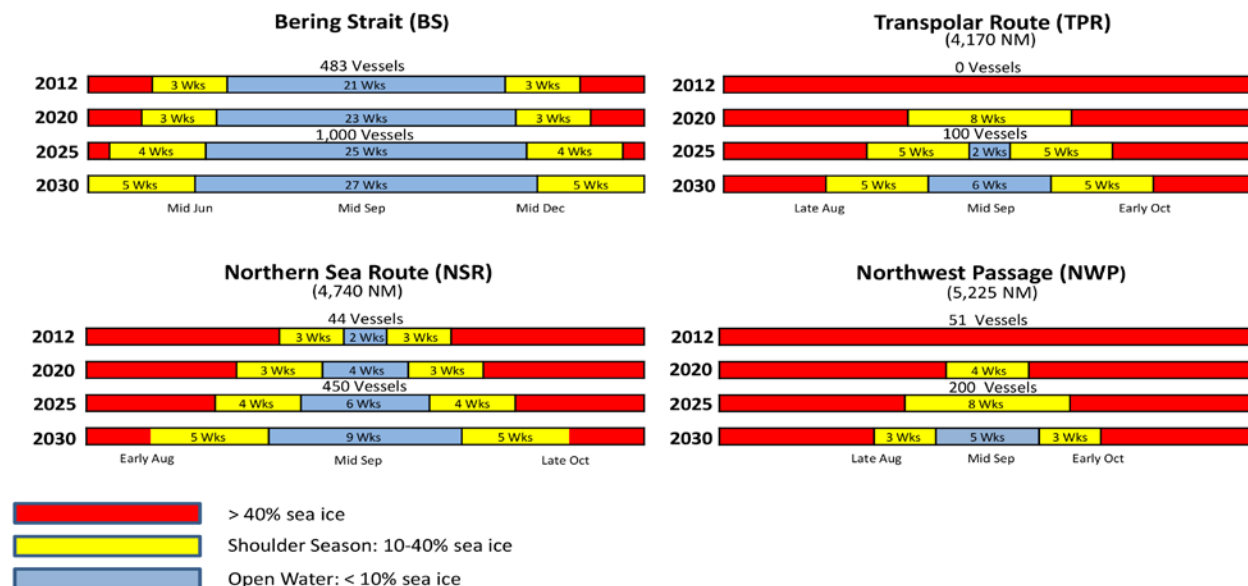 Bering Strait (BS)
483 Vessels
2012 3 Wks 21 Wks 3 Wks
2020 3 Wks 23 Wks 3 Wks
1,000 Vessels
2025 4 Wks 25 Wks 4 Wks
2030 5 Wks 27 Wks 5 Wks
Mid Jun Mid Sep Mid Dec
Transpolar Route (TPR)
(4,170 NM)
0 Vessels
2012
2020 8 Wks
100 Vessels
2025 5 Wks 2 Wks 5 Wks
2030 5 Wks 6 Wks 5 Wks
Late Aug Mid Sep Early Oct
Northern Sea Route (NSR)
(4,740 NM)
44 Vessels
2012 3 Wks 2 Wks 3 Wks
2020 3 Wks 4 Wks 3 Wks
450 Vessels
2025 4 Wks 6 Wks 4 Wks
2030 5 Wks 9 Wks 5 Wks
Early Aug Mid Sep Late Oct
Northwest Passage (NWP)
(5,225 NM)
51 Vessels
2012
2020 4 Wks
200 Vessels
2025 8 Wks
2030 3 Wks 5 Wks 3 Wks
Late Aug Mid Sep Early Oct
> 40% sea ice
Shoulder Season: 10-40% sea ice
Open Water: < 10% sea ice